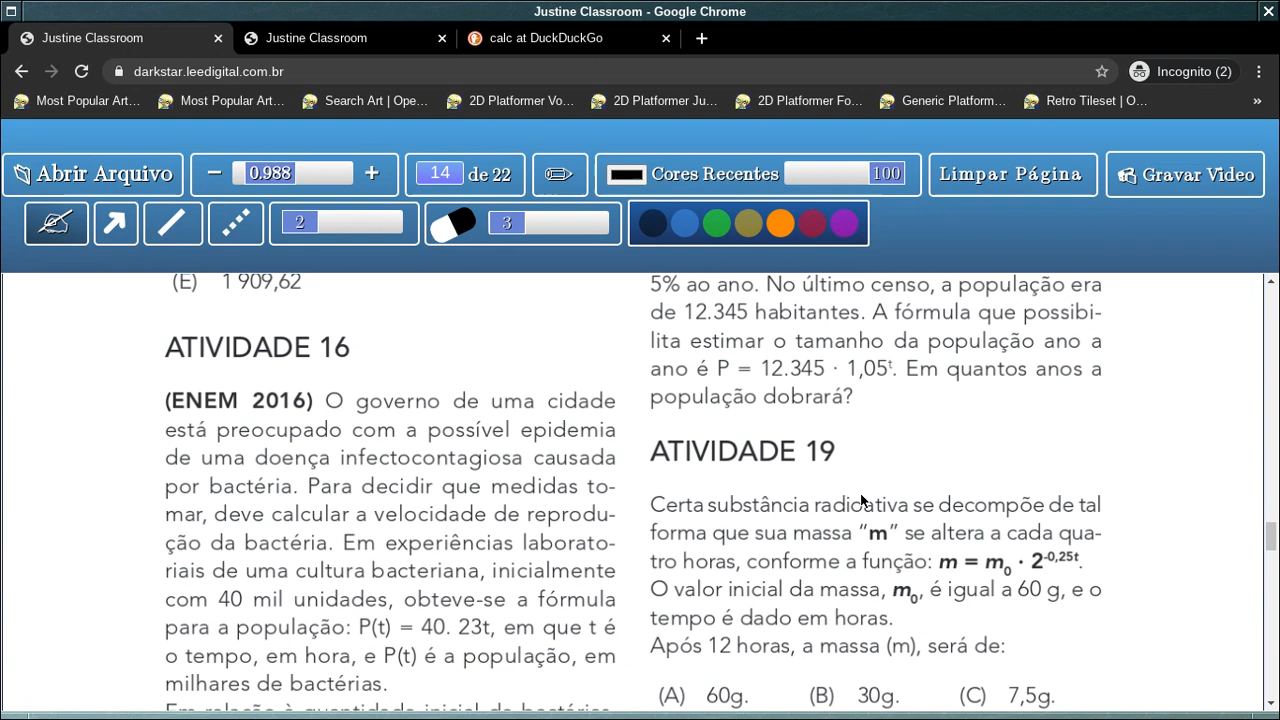 Justine Classroom - Google Chrome
Justine Classroom
Justine Classroom
calc at DuckDuckGo
darkstar.leedigital.com.br
Incognito (2)
Most Popular Art…
Most Popular Art…
Search Art | Ope…
2D Platformer Vo…
2D Platformer Ju…
2D Platformer Fo…
Generic Platform…
Retro Tileset | O…
Abrir Arquivo
0.988
14 de 22
Cores Recentes
100
Limpar Página
Gravar Video
2
3
(E) 1 909,62
ATIVIDADE 16
(ENEM 2016) O governo de uma cidade
está preocupado com a possível epidemia
de uma doença infectocontagiosa causada
por bactéria. Para decidir que medidas to-
mar, deve calcular a velocidade de reprodu-
ção da bactéria. Em experiências laborato-
riais de uma cultura bacteriana, inicialmente
com 40 mil unidades, obteve-se a fórmula
para a população: P(t) = 40. 23t, em que t é
o tempo, em hora, e P(t) é a população, em
milhares de bactérias.
Em relação à quantidade inicial de bactérias,
5% ao ano. No último censo, a população era
de 12.345 habitantes. A fórmula que possibi-
lita estimar o tamanho da população ano a
ano é P = 12.345 · 1,05ᵗ. Em quantos anos a
população dobrará?
ATIVIDADE 19
Certa substância radioativa se decompõe de tal
forma que sua massa “m” se altera a cada qua-
tro horas, conforme a função: m = m₀ · 2^-0,25t.
O valor inicial da massa, m₀, é igual a 60 g, e o
tempo é dado em horas.
Após 12 horas, a massa (m), será de:
(A) 60g. (B) 30g. (C) 7,5g.